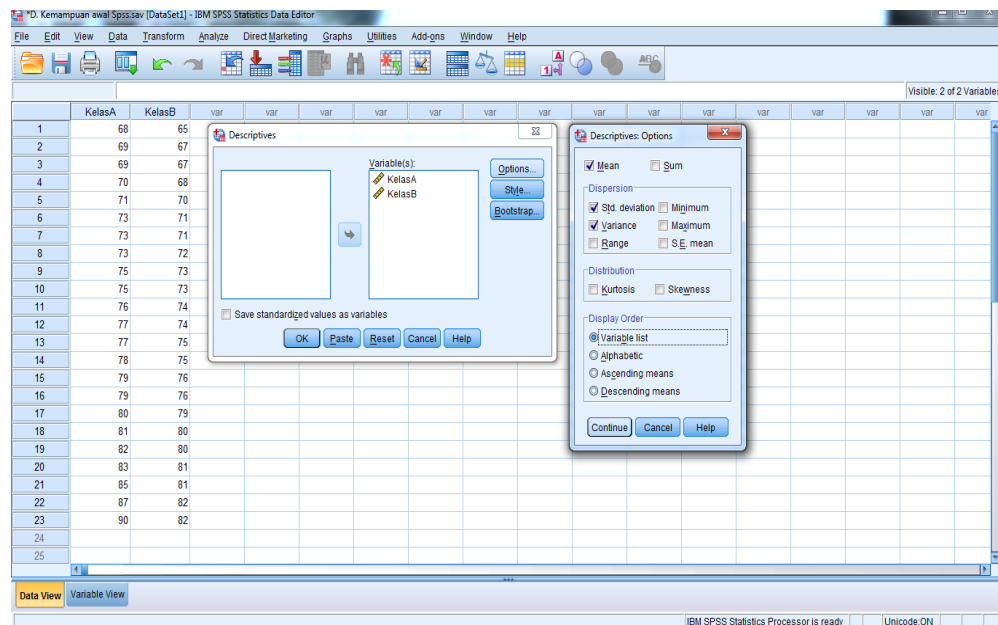 *D. Kemampuan awal Spss.sav [DataSet1] - IBM SPSS Statistics Data Editor
File Edit View Data Transform Analyze Direct Marketing Graphs Utilities Add-ons Window Help
Visible: 2 of 2 Variables
KelasA KelasB var var var var var var var var var var var var var var var
1 68 65
2 69 67
3 69 67
4 70 68
5 71 70
6 73 71
7 73 71
8 73 72
9 75 73
10 75 73
11 76 74
12 77 74
13 77 75
14 78 75
15 79 76
16 79 76
17 80 79
18 81 80
19 82 80
20 83 81
21 85 81
22 87 82
23 90 82
24
25
Descriptives
Variable(s):
KelasA
KelasB
Options...
Style...
Bootstrap...
Save standardized values as variables
OK Paste Reset Cancel Help
Descriptives: Options
Mean Sum
Dispersion
Std. deviation Minimum
Variance Maximum
Range S.E. mean
Distribution
Kurtosis Skewness
Display Order
Variable list
Alphabetic
Ascending means
Descending means
Continue Cancel Help
Data View Variable View
IBM SPSS Statistics Processor is ready Unicode:ON